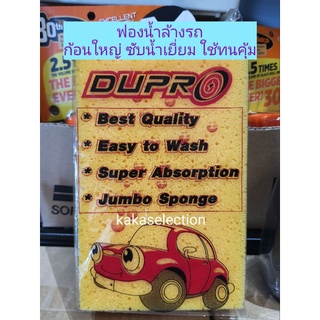 ฟองน้ำล้างรถ
ก้อนใหญ่ ซับน้ำเยี่ยม ใช้ทนคุ้ม
DUPRO
* Best Quality
* Easy to Wash
* Super Absorption
* Jumbo Sponge
kakaselection